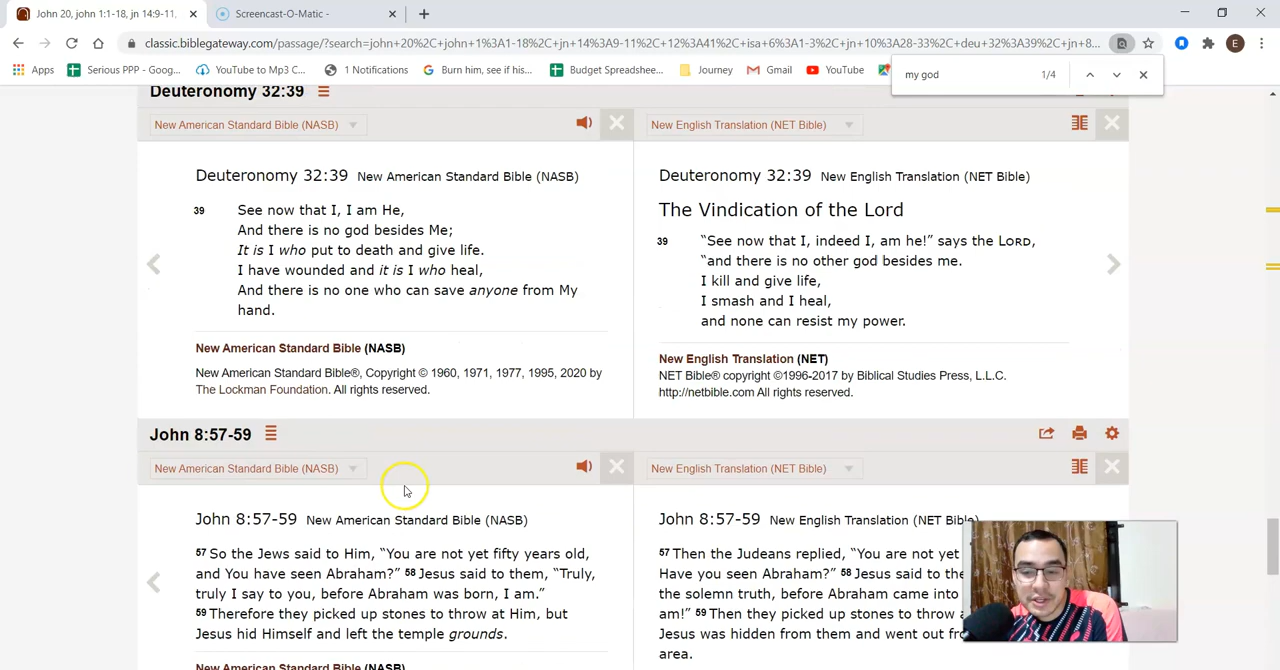 John 20, john 1:1-18, jn 14:9-11,
Screencast-O-Matic -
classic.biblegateway.com/passage/?search=john+20%2C+john+1%3A1-18%2C+jn+14%3A9-11%2C+12%3A41%2C+isa+6%3A1-3%2C+jn+10%3A28-33%2C+deu+32%3A39%2C+jn+8...
E
Apps
Serious PPP - Goog...
YouTube to Mp3 C...
1 Notifications
Burn him, see if his...
Budget Spreadshee...
Journey
Gmail
YouTube
my god
1/4
Deuteronomy 32:39
New American Standard Bible (NASB)
New English Translation (NET Bible)
Deuteronomy 32:39 New American Standard Bible (NASB)
39 See now that I, I am He,
And there is no god besides Me;
It is I who put to death and give life.
I have wounded and it is I who heal,
And there is no one who can save anyone from My
hand.
New American Standard Bible (NASB)
New American Standard Bible®, Copyright © 1960, 1971, 1977, 1995, 2020 by
The Lockman Foundation. All rights reserved.
Deuteronomy 32:39 New English Translation (NET Bible)
The Vindication of the Lord
39 “See now that I, indeed I, am he!” says the LORD,
“and there is no other god besides me.
I kill and give life,
I smash and I heal,
and none can resist my power.
New English Translation (NET)
NET Bible® copyright ©1996-2017 by Biblical Studies Press, L.L.C.
http://netbible.com All rights reserved.
John 8:57-59
New American Standard Bible (NASB)
New English Translation (NET Bible)
John 8:57-59 New American Standard Bible (NASB)
57 So the Jews said to Him, “You are not yet fifty years old,
and You have seen Abraham?” 58 Jesus said to them, “Truly,
truly I say to you, before Abraham was born, I am.”
59 Therefore they picked up stones to throw at Him, but
Jesus hid Himself and left the temple grounds.
New American Standard Bible (NASB)
John 8:57-59 New English Translation (NET Bible)
57 Then the Judeans replied, “You are not yet
Have you seen Abraham?” 58 Jesus said to the
the solemn truth, before Abraham came into
am!” 59 Then they picked up stones to throw a
Jesus was hidden from them and went out fro
area.